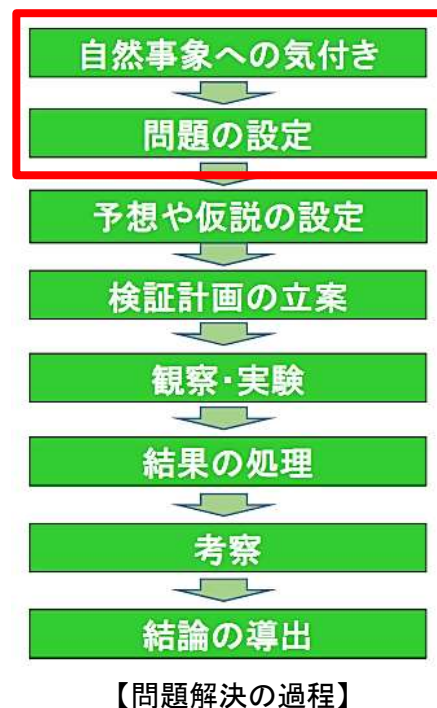 自然事象への気付き
問題の設定
予想や仮説の設定
検証計画の立案
観察・実験
結果の処理
考察
結論の導出
【問題解決の過程】